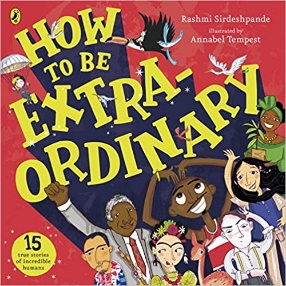 Rashmi Sirdeshpande
illustrated by
Annabel Tempest
HOW
TO BE
EXTRA-
ORDINARY
15
true stories of
incredible
humans